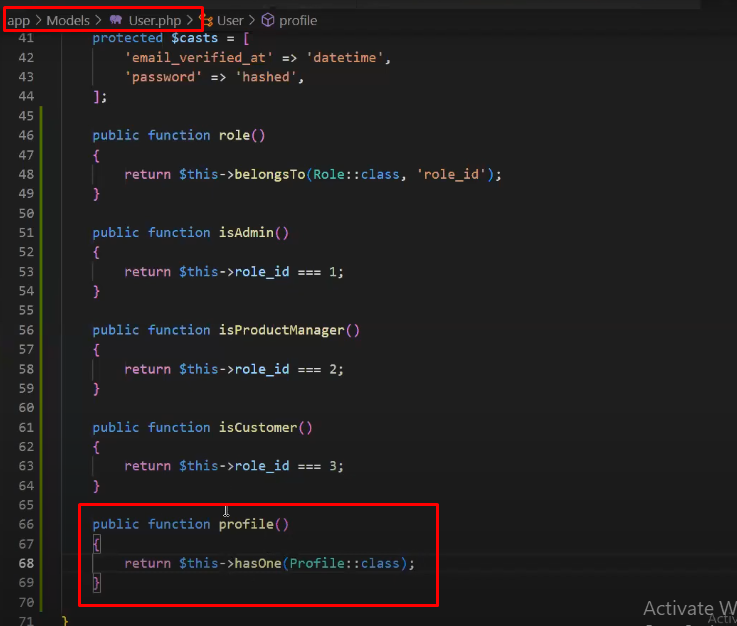 app > Models > User.php > User > profile
41 protected $casts = [
42 'email_verified_at' => 'datetime',
43 'password' => 'hashed',
44 ];
45
46 public function role()
47 {
48 return $this->belongsTo(Role::class, 'role_id');
49 }
50
51 public function isAdmin()
52 {
53 return $this->role_id === 1;
54 }
55
56 public function isProductManager()
57 {
58 return $this->role_id === 2;
59 }
60
61 public function isCustomer()
62 {
63 return $this->role_id === 3;
64 }
65
66 public function profile()
67 {
68 return $this->hasOne(Profile::class);
69 }
70
71 }
Activate W